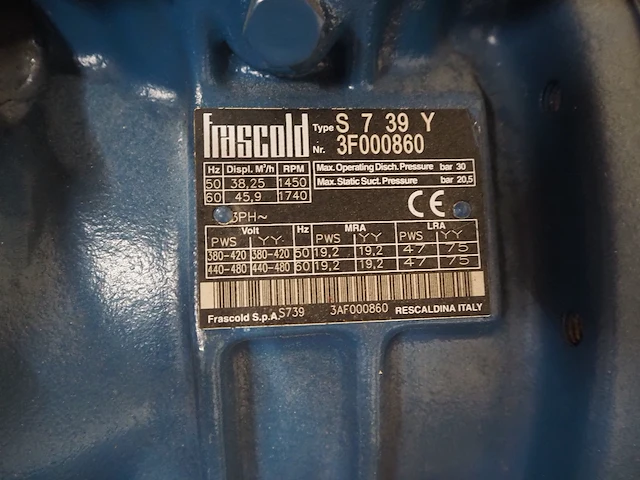 frascold Type S 7 39 Y
Nr. 3F000860
Hz Displ. M³/h RPM Max. Operating Disch. Pressure bar 30
50 38,25 1450 Max. Static Suct. Pressure bar 20,5
60 45,9 1740
3PH~ CE
Volt Hz MRA LRA
PWS YY PWS YY PWS YY
380-420 380-420 50 19,2 19,2 47 75
440-480 440-480 60 19,2 19,2 47 75
Frascold S.p.A. S739 3AF000860 RESCALDINA ITALY